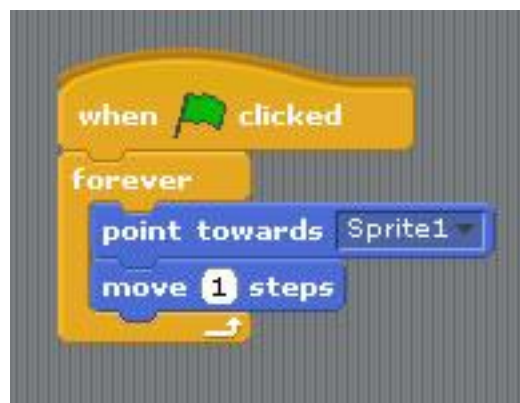 when clicked
forever
point towards Sprite1
move 1 steps